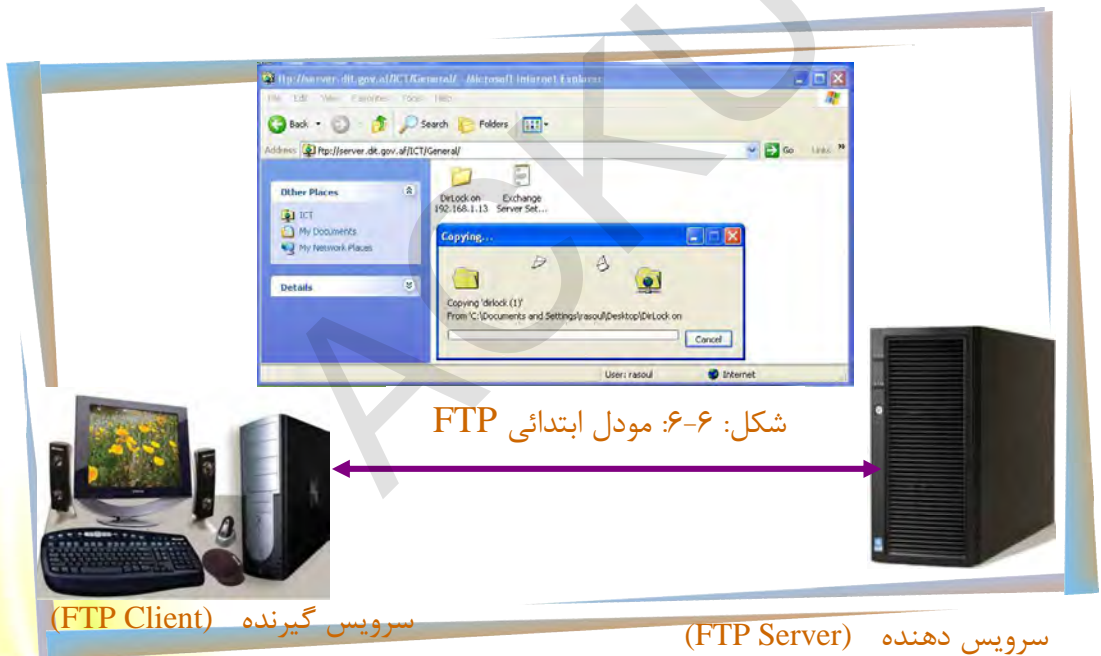 ftp://server.dit.gov.af/ICT/General/ - Microsoft Internet Explorer
File Edit View Favorites Tools Help
Back Search Folders
Address ftp://server.dit.gov.af/ICT/General/ Go Links »
Other Places
ICT
My Documents
My Network Places
Details
DirLock on 192.168.1.13
Exchange Server Set...
Copying...
Copying 'dirlock (1)'
From 'C:\Documents and Settings\rasoul\Desktop\DirLock on
Cancel
User: rasoul Internet
شکل: ۶-۶: مودل ابتدائی FTP
سرویس گیرنده (FTP Client)
سرویس دهنده (FTP Server)
ACKU